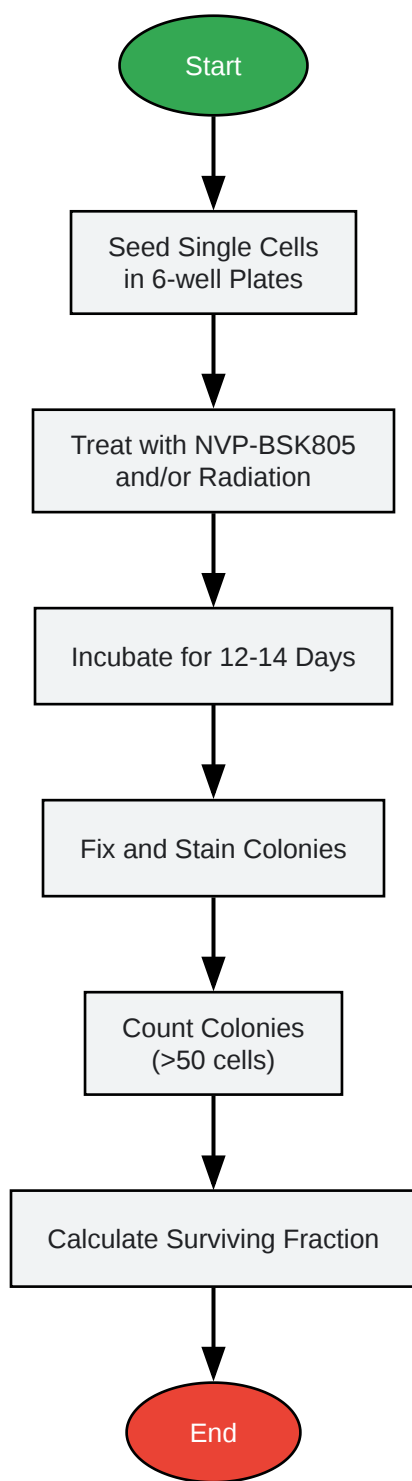 Start
Seed Single Cells
in 6-well Plates
Treat with NVP-BSK805
and/or Radiation
Incubate for 12-14 Days
Fix and Stain Colonies
Count Colonies
(>50 cells)
Calculate Surviving Fraction
End